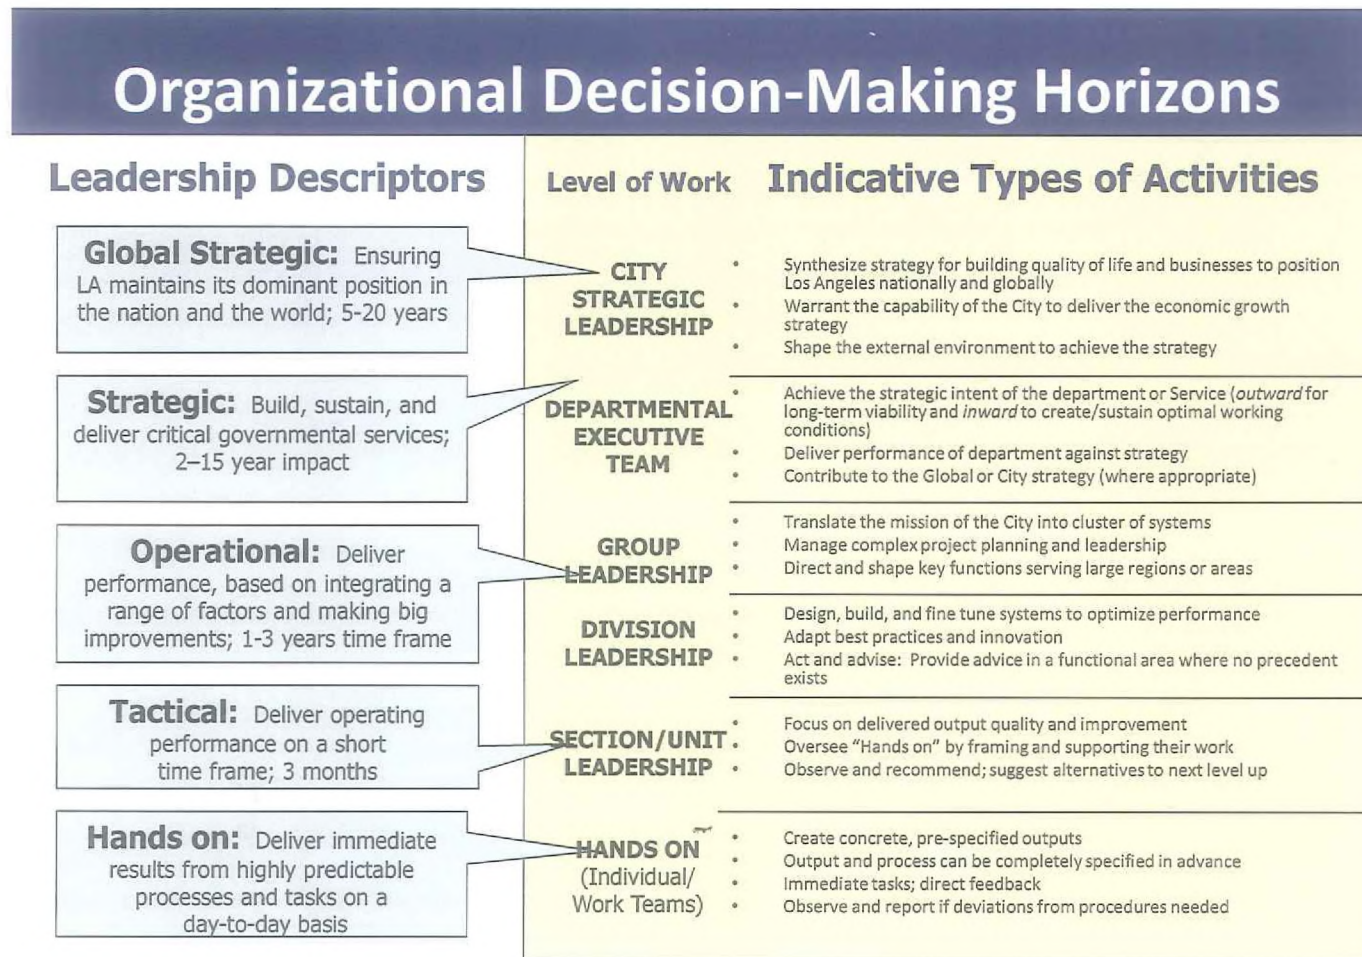 Organizational Decision-Making Horizons
Leadership Descriptors
Level of Work
Indicative Types of Activities
Global Strategic: Ensuring
LA maintains its dominant position in
the nation and the world; 5-20 years
CITY
STRATEGIC
LEADERSHIP
• Synthesize strategy for building quality of life and businesses to position
Los Angeles nationally and globally
• Warrant the capability of the City to deliver the economic growth
strategy
• Shape the external environment to achieve the strategy
Strategic: Build, sustain, and
deliver critical governmental services;
2–15 year impact
DEPARTMENTAL
EXECUTIVE
TEAM
• Achieve the strategic intent of the department or Service (outward for
long-term viability and inward to create/sustain optimal working
conditions)
• Deliver performance of department against strategy
• Contribute to the Global or City strategy (where appropriate)
Operational: Deliver
performance, based on integrating a
range of factors and making big
improvements; 1-3 years time frame
GROUP
LEADERSHIP
• Translate the mission of the City into cluster of systems
• Manage complex project planning and leadership
• Direct and shape key functions serving large regions or areas
DIVISION
LEADERSHIP
• Design, build, and fine tune systems to optimize performance
• Adapt best practices and innovation
• Act and advise: Provide advice in a functional area where no precedent
exists
Tactical: Deliver operating
performance on a short
time frame; 3 months
SECTION/UNIT
LEADERSHIP
• Focus on delivered output quality and improvement
• Oversee "Hands on" by framing and supporting their work
• Observe and recommend; suggest alternatives to next level up
Hands on: Deliver immediate
results from highly predictable
processes and tasks on a
day-to-day basis
HANDS ON
(Individual/
Work Teams)
• Create concrete, pre-specified outputs
• Output and process can be completely specified in advance
• Immediate tasks; direct feedback
• Observe and report if deviations from procedures needed